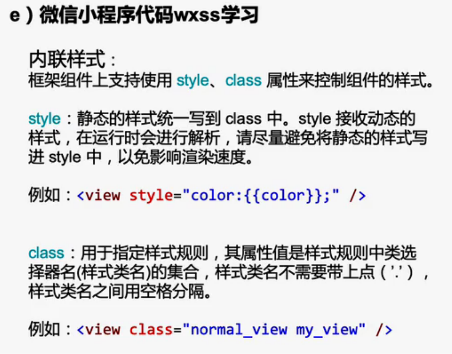 e）微信小程序代码wxss学习
内联样式：
框架组件上支持使用 style、class 属性来控制组件的样式。
style：静态的样式统一写到 class 中。style 接收动态的
样式，在运行时会进行解析，请尽量避免将静态的样式写
进 style 中，以免影响渲染速度。
例如：<view style="color:{{color}};" />
class：用于指定样式规则，其属性值是样式规则中类选
择器名(样式类名)的集合，样式类名不需要带上点（'.'），
样式类名之间用空格分隔。
例如：<view class="normal_view my_view" />